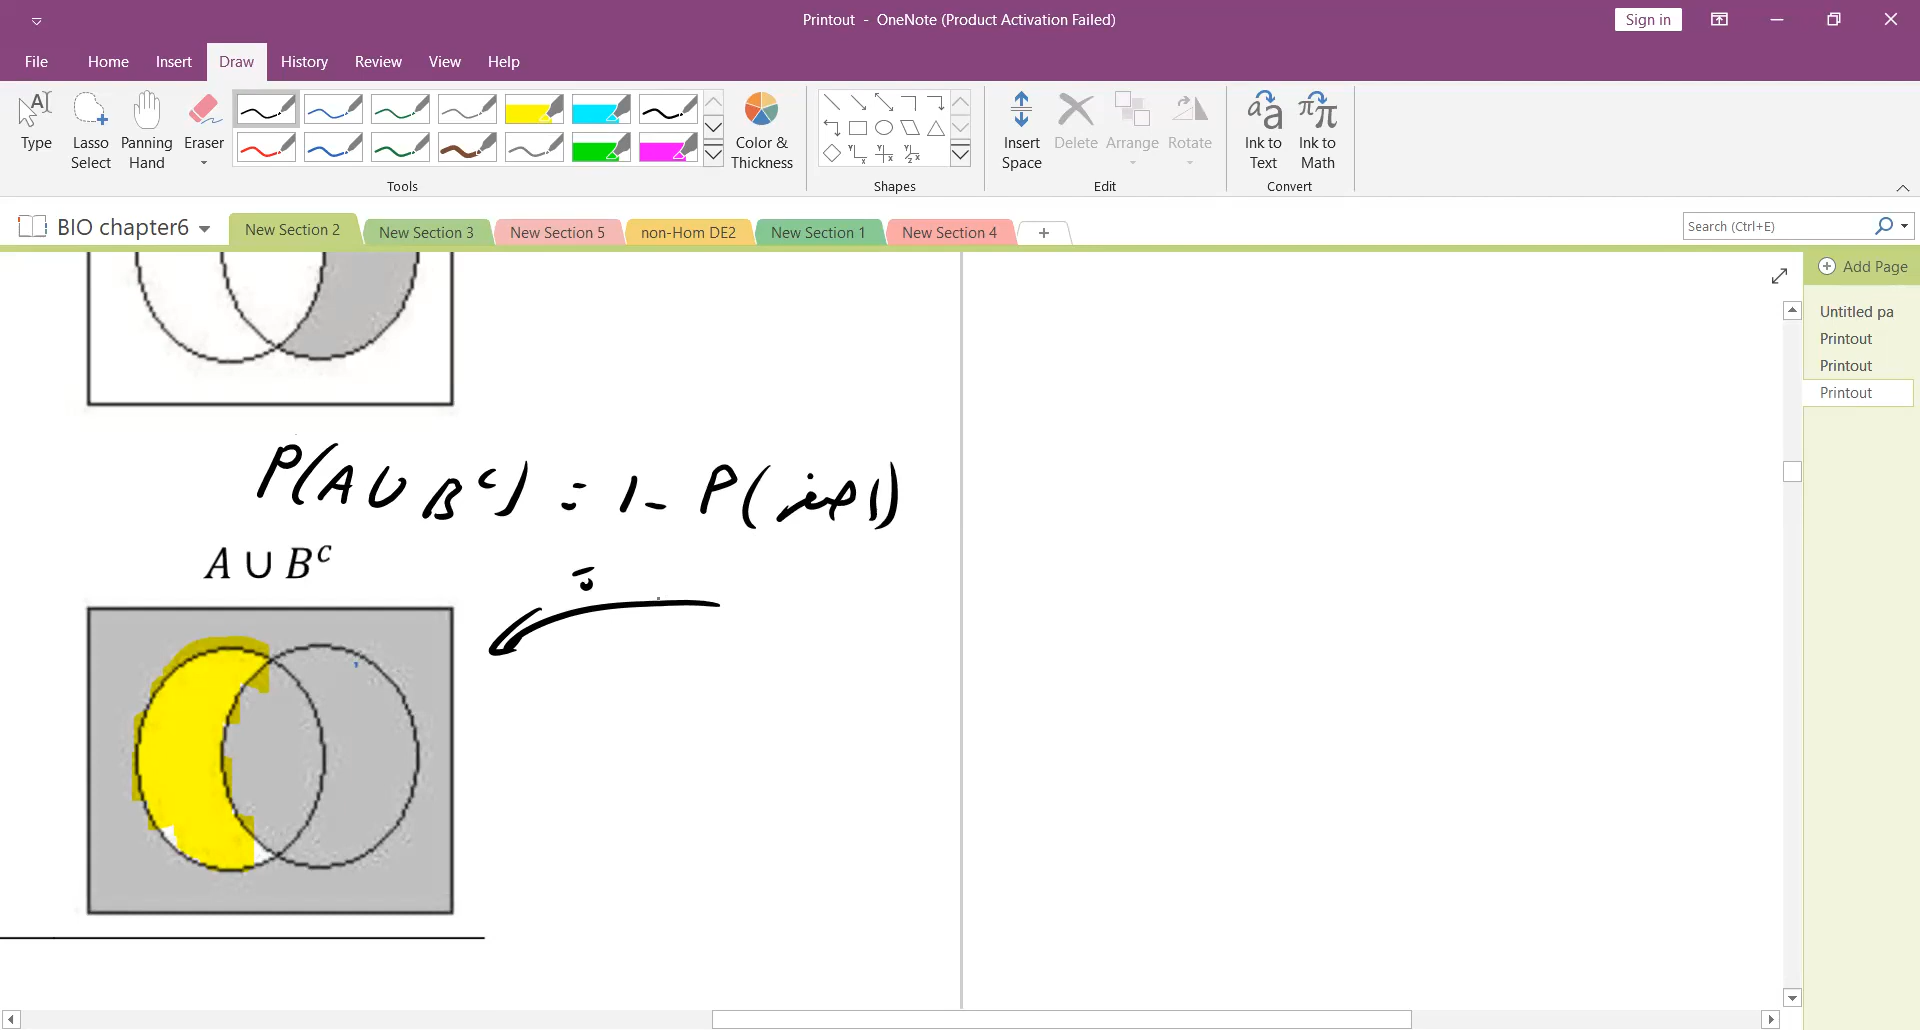 Printout - OneNote (Product Activation Failed)
Sign in
File Home Insert Draw History Review View Help
Type
Lasso Select
Panning Hand
Eraser
Color & Thickness
Insert Space
Delete
Arrange
Rotate
Ink to Text
Ink to Math
Tools
Shapes
Edit
Convert
BIO chapter6
New Section 2
New Section 3
New Section 5
non-Hom DE2
New Section 1
New Section 4
Search (Ctrl+E)
Add Page
Untitled pa
Printout
Printout
Printout
P(A ∪ Bᶜ) = 1 - P(
=
A ∪ Bᶜ